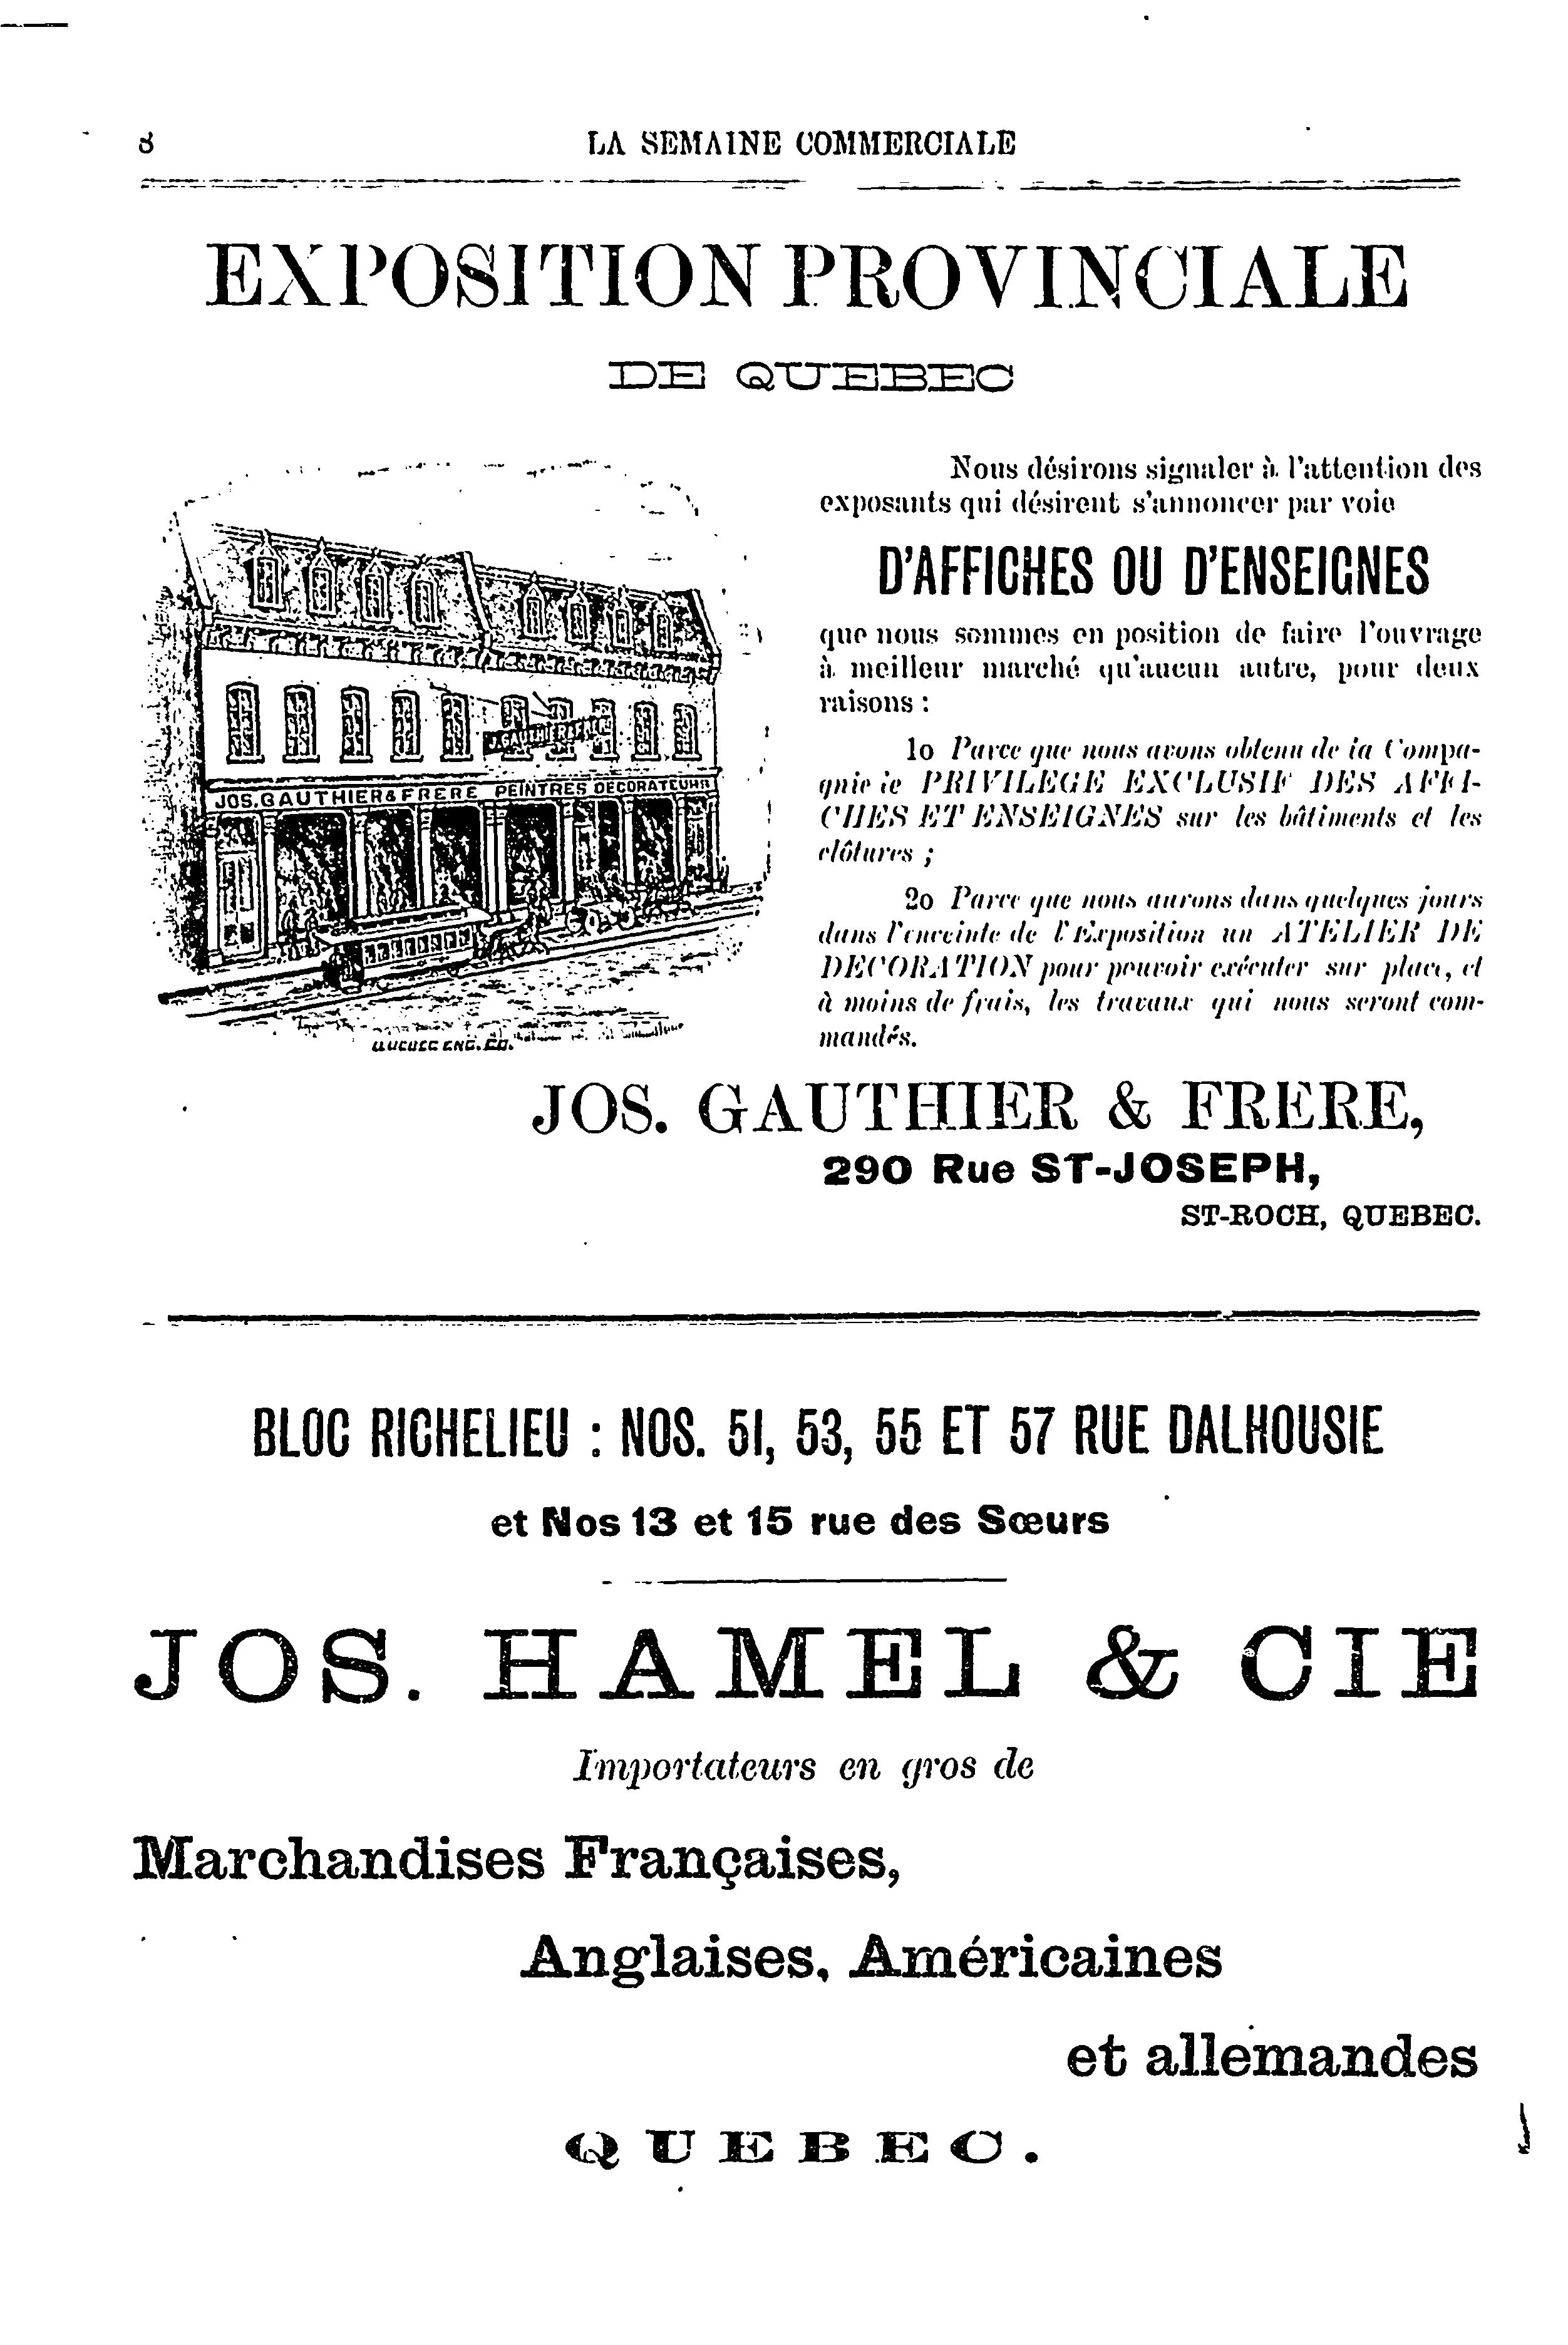 8
LA SEMAINE COMMERCIALE
EXPOSITION PROVINCIALE
DE QUEBEC
Nous désirons signaler à l'attention des
exposants qui désirent s'annoncer par voie
D'AFFICHES OU D'ENSEIGNES
que nous sommes en position de faire l'ouvrage
à meilleur marché qu'aucun autre, pour deux
raisons :
1o Parce que nous avons obtenu de la Compa-
gnie le PRIVILEGE EXCLUSIF DES AFFI-
CHES ET ENSEIGNES sur les bâtiments et les
clôtures ;
2o Parce que nous aurons dans quelques jours
dans l'enceinte de l'Exposition un ATELIER DE
DECORATION pour pouvoir exécuter sur place, et
à moins de frais, les travaux qui nous seront com-
mandés.
J. GAUTHIER & FRERE
JOS. GAUTHIER & FRERE PEINTRES DECORATEURS
QUEBEC ENG. CO.
JOS. GAUTHIER & FRERE,
290 Rue ST-JOSEPH,
ST-ROCH, QUEBEC.
BLOC RICHELIEU : NOS. 51, 53, 55 ET 57 RUE DALHOUSIE
et Nos 13 et 15 rue des Sœurs
JOS. HAMEL & CIE
Importateurs en gros de
Marchandises Françaises,
Anglaises, Américaines
et allemandes
QUEBEC.